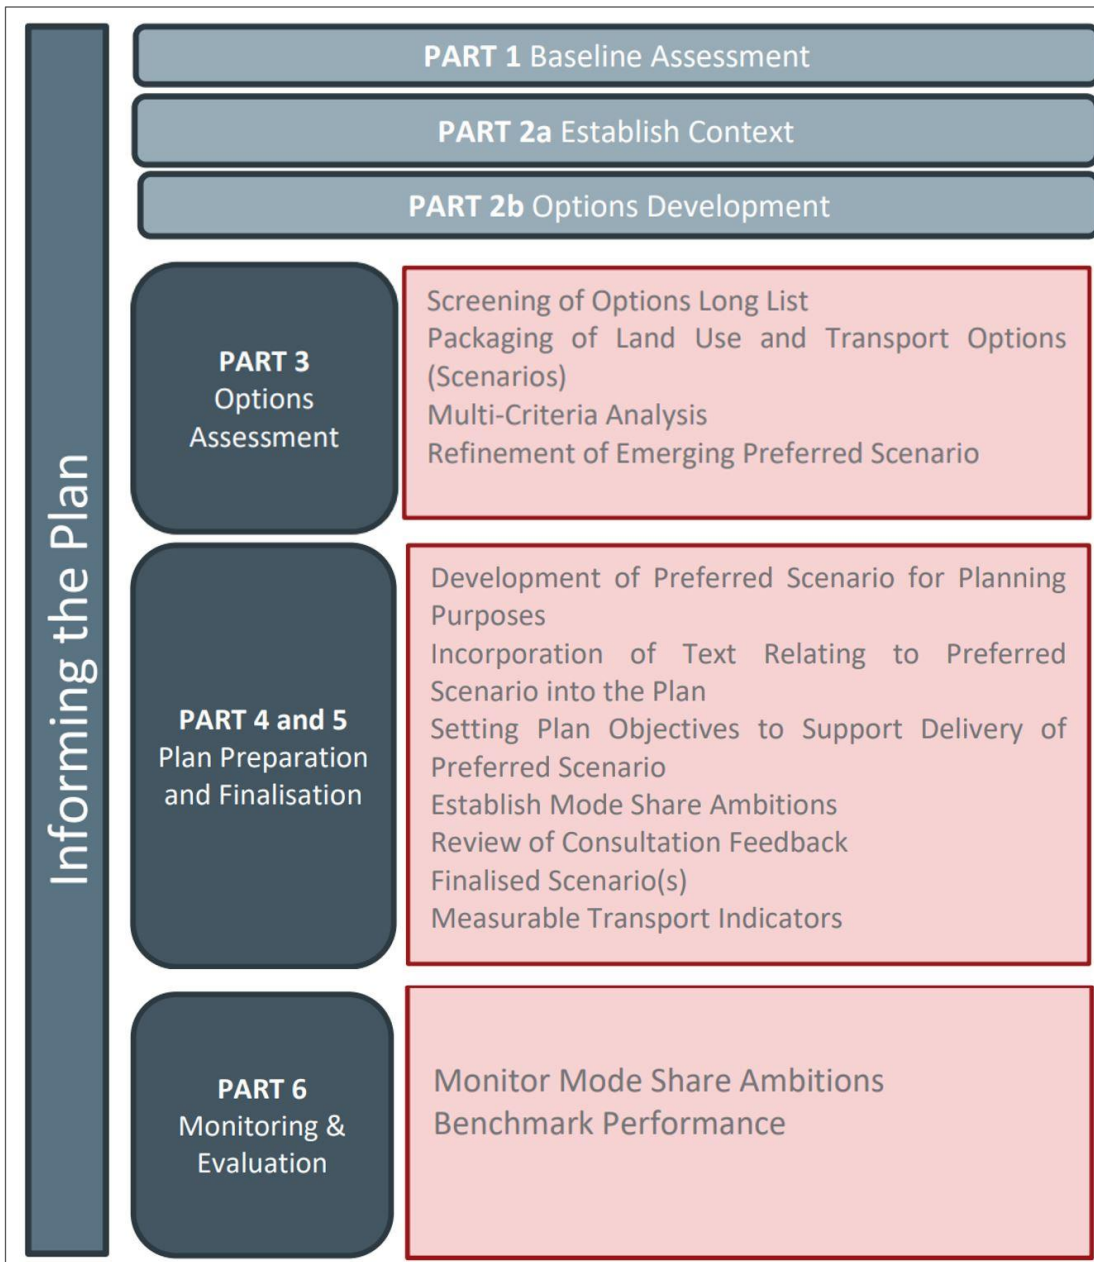 Informing the Plan
PART 1 Baseline Assessment
PART 2a Establish Context
PART 2b Options Development
PART 3
Options
Assessment
Screening of Options Long List
Packaging of Land Use and Transport Options
(Scenarios)
Multi-Criteria Analysis
Refinement of Emerging Preferred Scenario
PART 4 and 5
Plan Preparation
and Finalisation
Development of Preferred Scenario for Planning
Purposes
Incorporation of Text Relating to Preferred
Scenario into the Plan
Setting Plan Objectives to Support Delivery of
Preferred Scenario
Establish Mode Share Ambitions
Review of Consultation Feedback
Finalised Scenario(s)
Measurable Transport Indicators
PART 6
Monitoring &
Evaluation
Monitor Mode Share Ambitions
Benchmark Performance